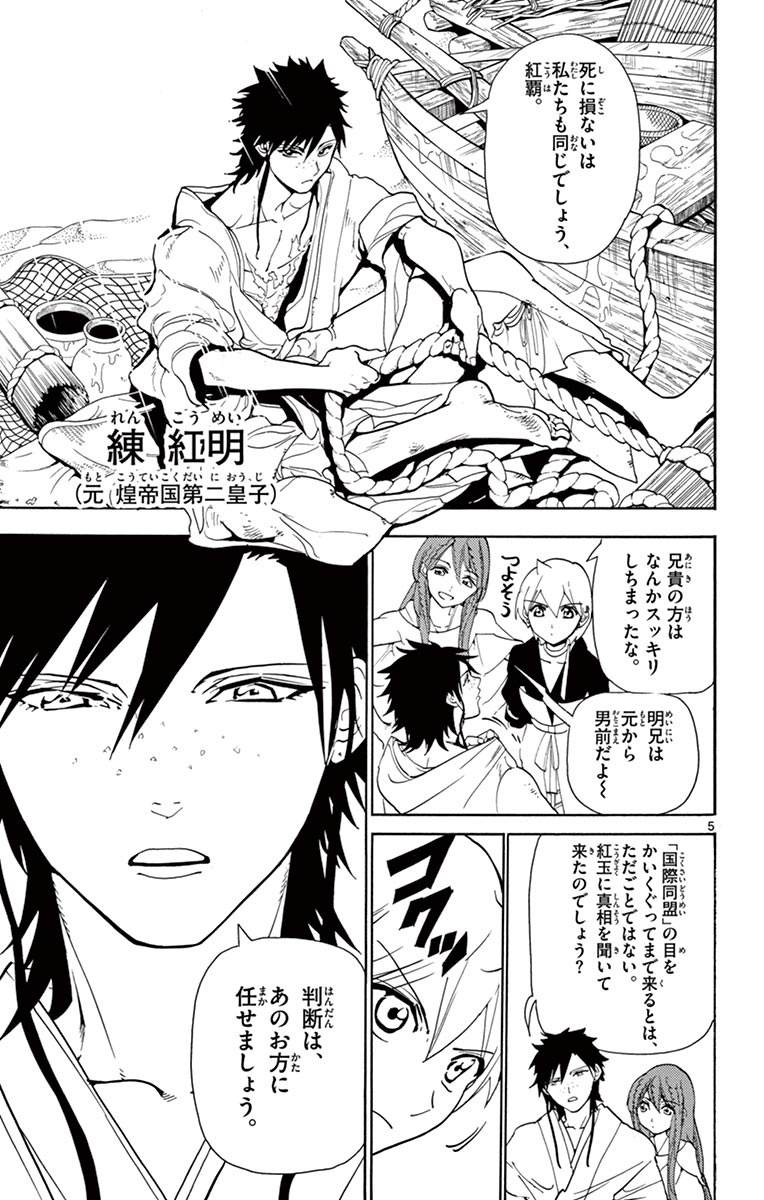 死に損ないは
私たちも同じでしょう、
紅覇。
練 紅明
(元 煌帝国第二皇子)
兄貴の方は
なんかスッキリ
しちまったな。
つよそう
明兄は
元から
男前だよ〜
5
「国際同盟」の目を
かいくぐってまで来るとは、
ただごとではない。
紅玉に真相を聞いて
来たのでしょう?
コクッ
判断は、
あのお方に
任せましょう。